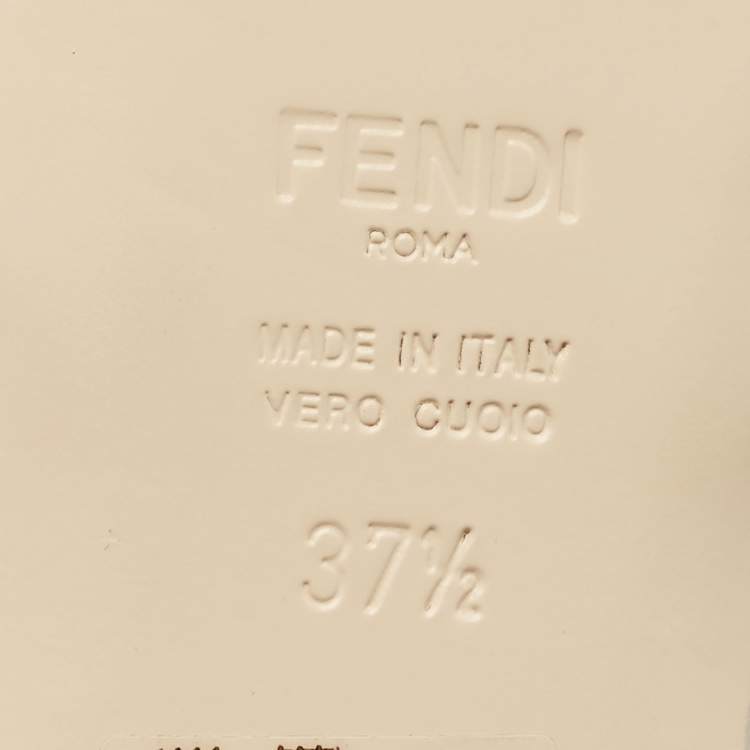 FENDI
ROMA
MADE IN ITALY
VERO CUOIO
37½